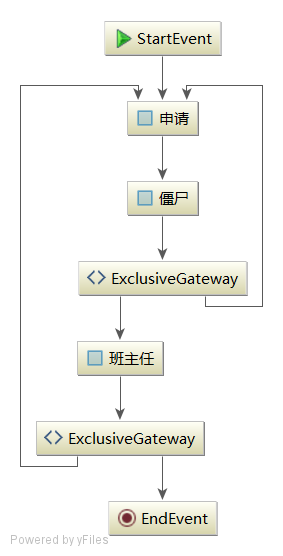 StartEvent
申请
僵尸
ExclusiveGateway
班主任
ExclusiveGateway
EndEvent
Powered by yFiles